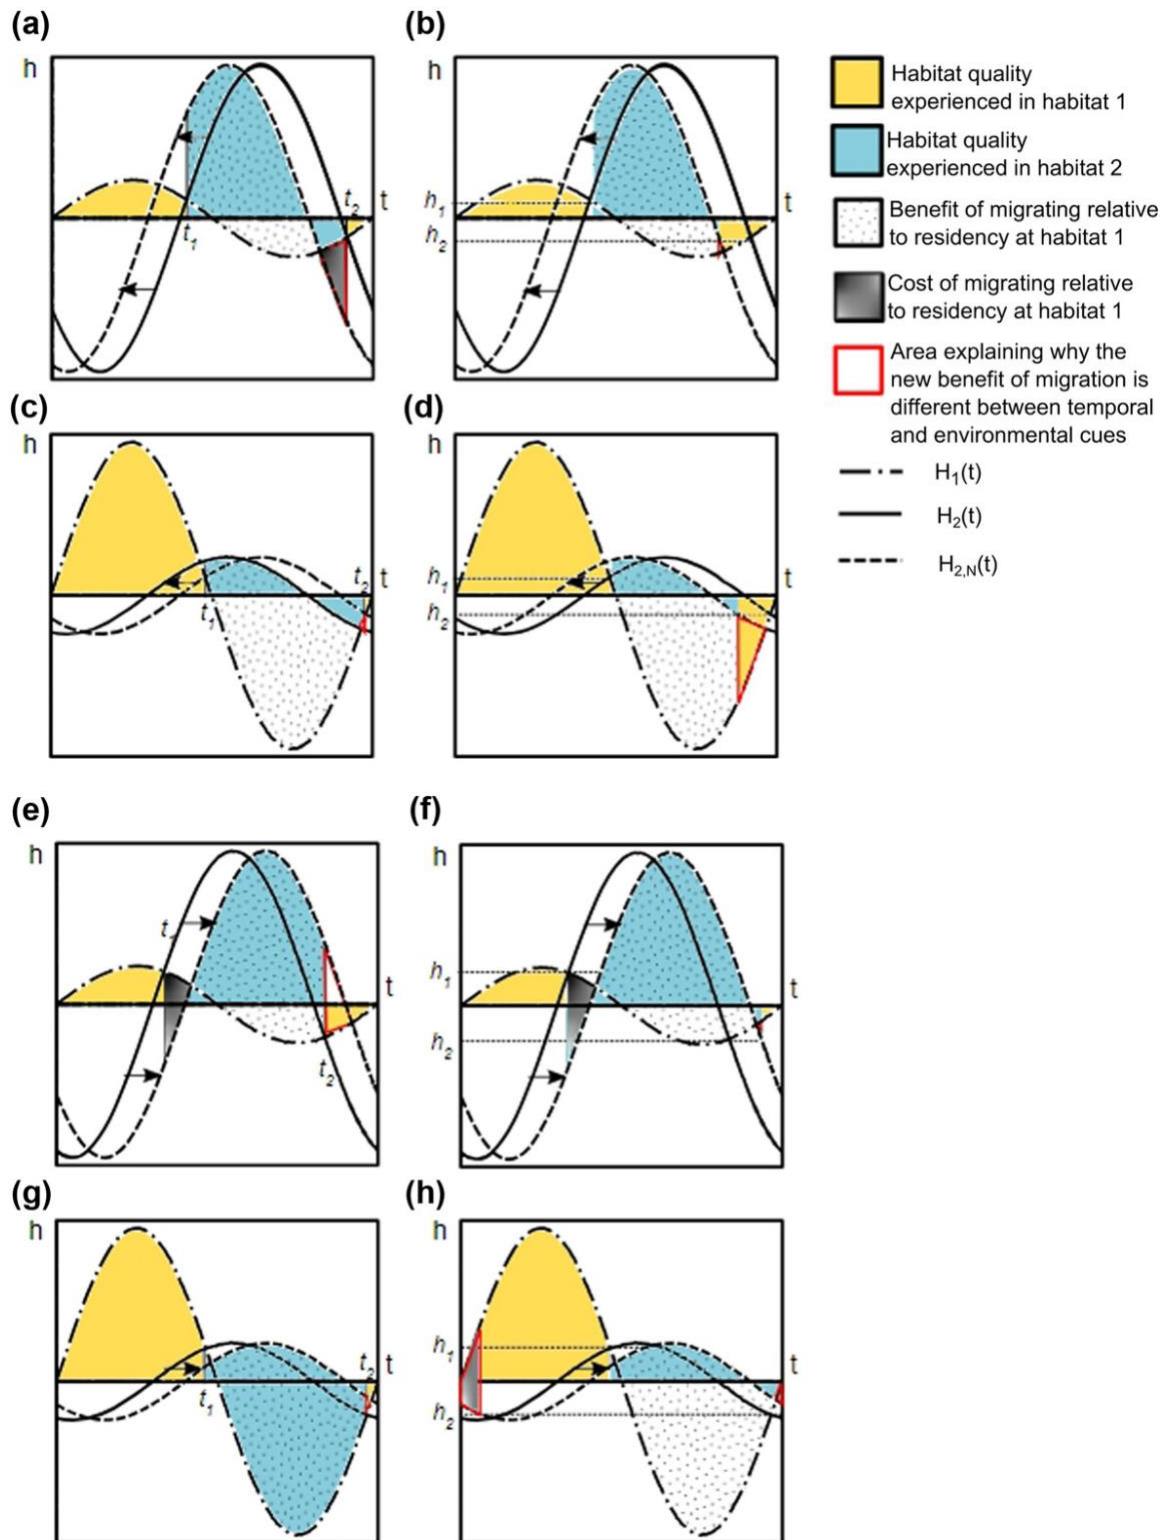 (a)
(b)
h
t
t1
t2
h
t
h1
h2
Habitat quality
experienced in habitat 1
Habitat quality
experienced in habitat 2
Benefit of migrating relative
to residency at habitat 1
Cost of migrating relative
to residency at habitat 1
Area explaining why the
new benefit of migration is
different between temporal
and environmental cues
H1(t)
H2(t)
H2,N(t)
(c)
(d)
h
t
t1
t2
h
t
h1
h2
(e)
(f)
h
t
t1
t2
h
t
h1
h2
(g)
(h)
h
t
t1
t2
h
t
h1
h2